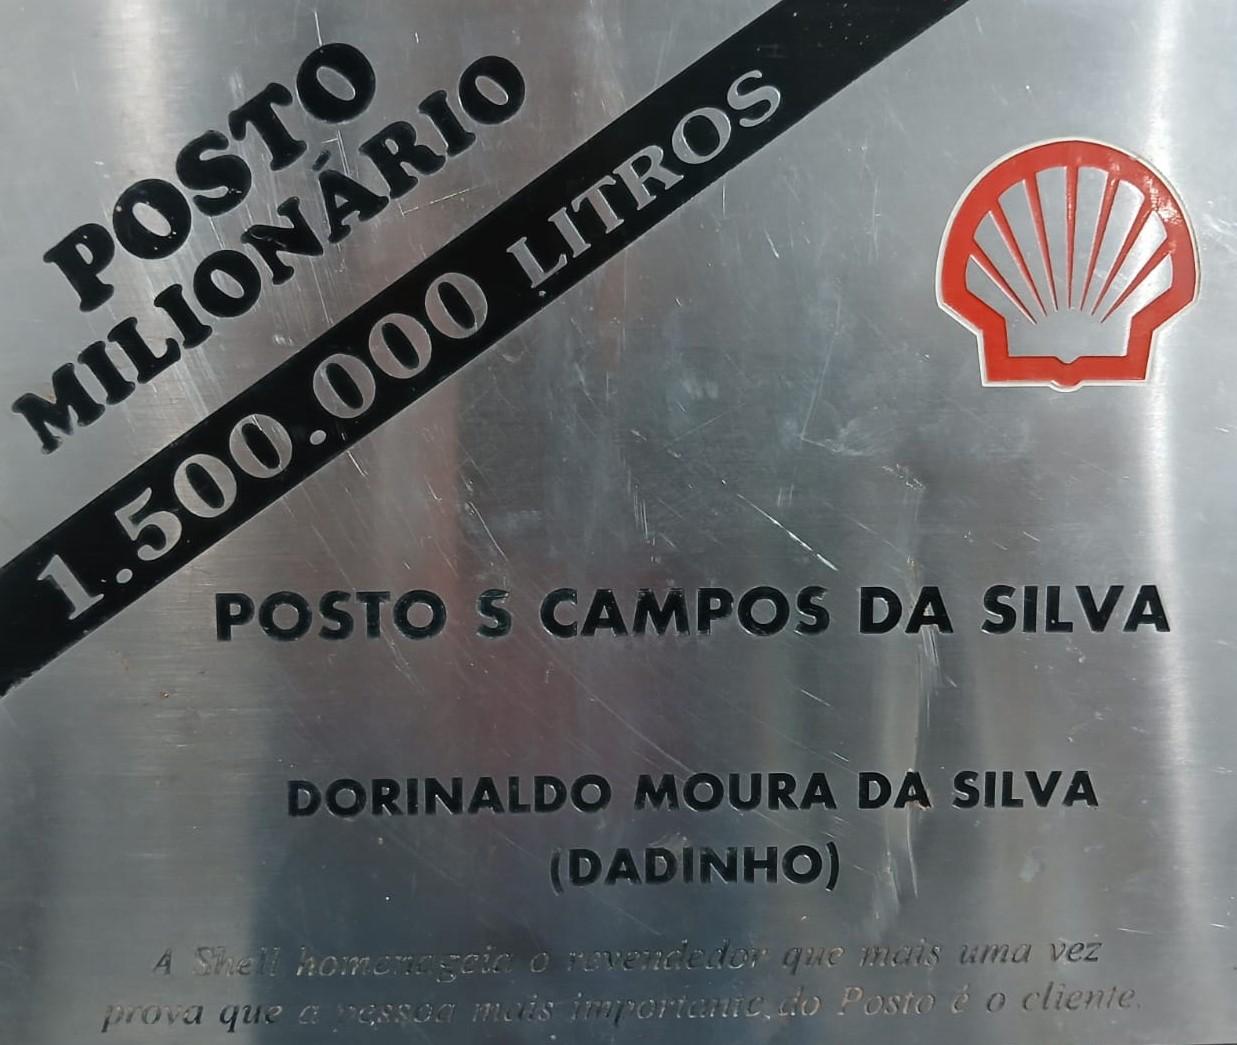 POSTO
MILIONÁRIO
1.500.000 LITROS
POSTO S CAMPOS DA SILVA
DORINALDO MOURA DA SILVA
(DADINHO)
A Shell homenageia o revendedor que mais uma vez
prova que a pessoa mais importante do Posto é o cliente.